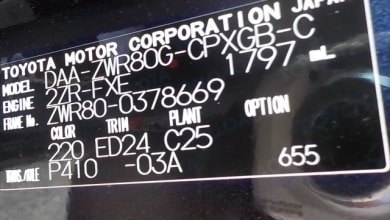 TOYOTA MOTOR CORPORATION JAPAN
MODEL DAA-ZWR80G-CPXGB-C
ENGINE 2ZR-FXE 1797 mL
FRAME No. ZWR80-0378669
COLOR TRIM PLANT OPTION
220 ED24 C25
TRANS./AXLE P410 -03A 655